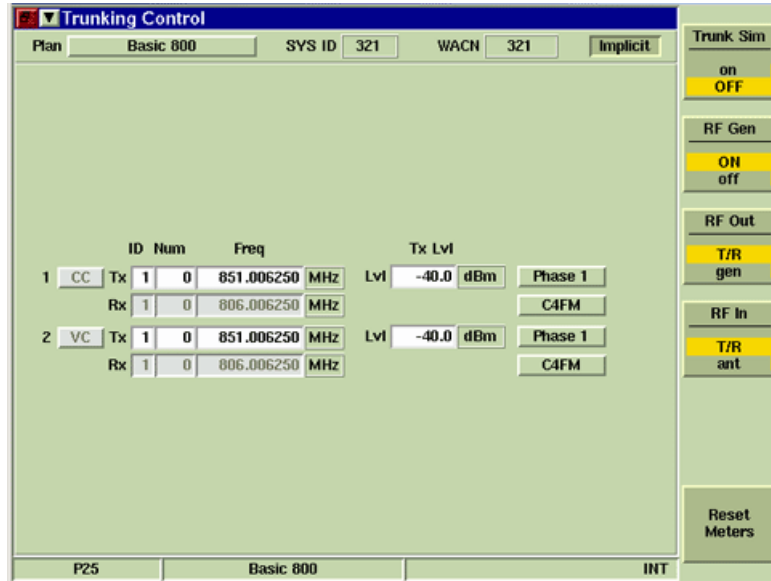 Trunking Control
Plan Basic 800 SYS ID 321 WACN 321 Implicit
Trunk Sim
on
OFF
RF Gen
ON
off
RF Out
T/R
gen
RF In
T/R
ant
Reset
Meters
ID Num Freq Tx Lvl
1 CC Tx 1 0 851.006250 MHz Lvl -40.0 dBm Phase 1
Rx 1 0 806.006250 MHz C4FM
2 VC Tx 1 0 851.006250 MHz Lvl -40.0 dBm Phase 1
Rx 1 0 806.006250 MHz C4FM
P25 Basic 800 INT